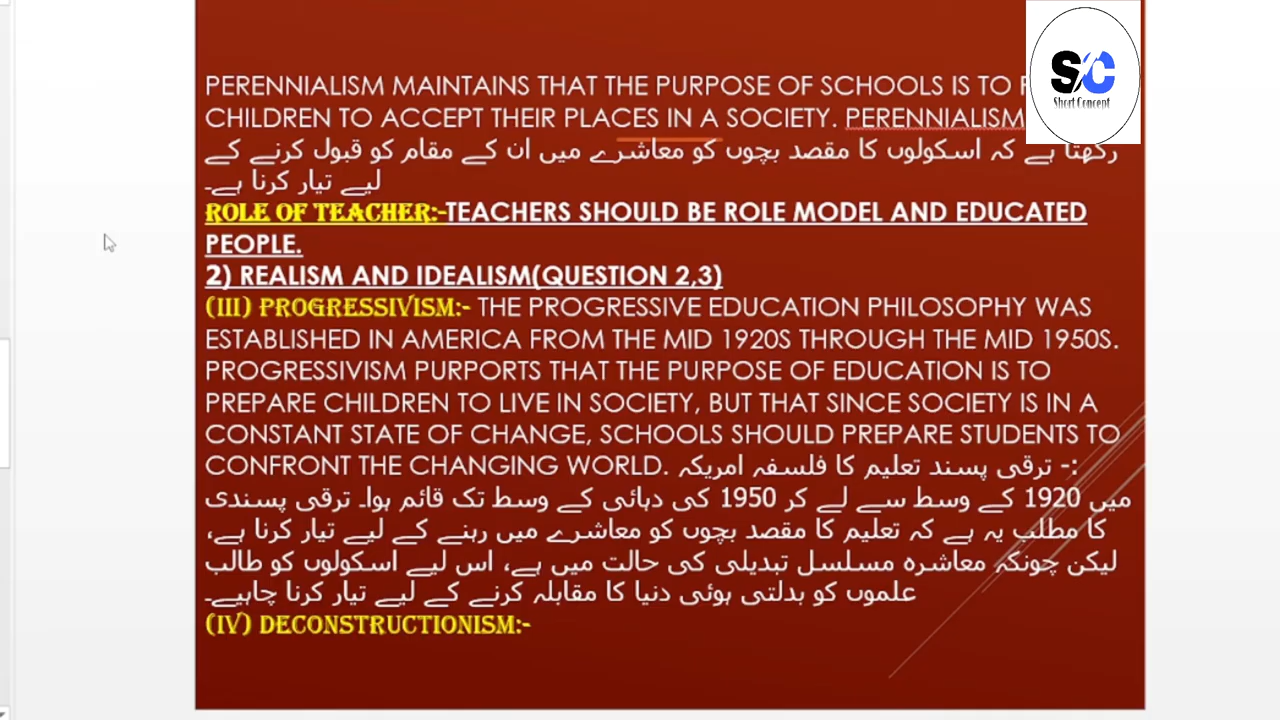 PERENNIALISM MAINTAINS THAT THE PURPOSE OF SCHOOLS IS TO
CHILDREN TO ACCEPT THEIR PLACES IN A SOCIETY. PERENNIALISM
رکھتا ہے کہ اسکولوں کا مقصد بچوں کو معاشرے میں ان کے مقام کو قبول کرنے کے
لیے تیار کرنا ہے۔
ROLE OF TEACHER:-TEACHERS SHOULD BE ROLE MODEL AND EDUCATED
PEOPLE.
2) REALISM AND IDEALISM(QUESTION 2,3)
(III) PROGRESSIVISM:- THE PROGRESSIVE EDUCATION PHILOSOPHY WAS
ESTABLISHED IN AMERICA FROM THE MID 1920S THROUGH THE MID 1950S.
PROGRESSIVISM PURPORTS THAT THE PURPOSE OF EDUCATION IS TO
PREPARE CHILDREN TO LIVE IN SOCIETY, BUT THAT SINCE SOCIETY IS IN A
CONSTANT STATE OF CHANGE, SCHOOLS SHOULD PREPARE STUDENTS TO
CONFRONT THE CHANGING WORLD. :- ترقی پسند تعلیم کا فلسفہ امریکہ
میں 1920 کے وسط سے لے کر 1950 کی دہائی کے وسط تک قائم ہوا۔ ترقی پسندی
کا مطلب یہ ہے کہ تعلیم کا مقصد بچوں کو معاشرے میں رہنے کے لیے تیار کرنا ہے،
لیکن چونکہ معاشرہ مسلسل تبدیلی کی حالت میں ہے، اس لیے اسکولوں کو طالب
علموں کو بدلتی ہوئی دنیا کا مقابلہ کرنے کے لیے تیار کرنا چاہیے۔
(IV) DECONSTRUCTIONISM:-
S/C
Short Concept